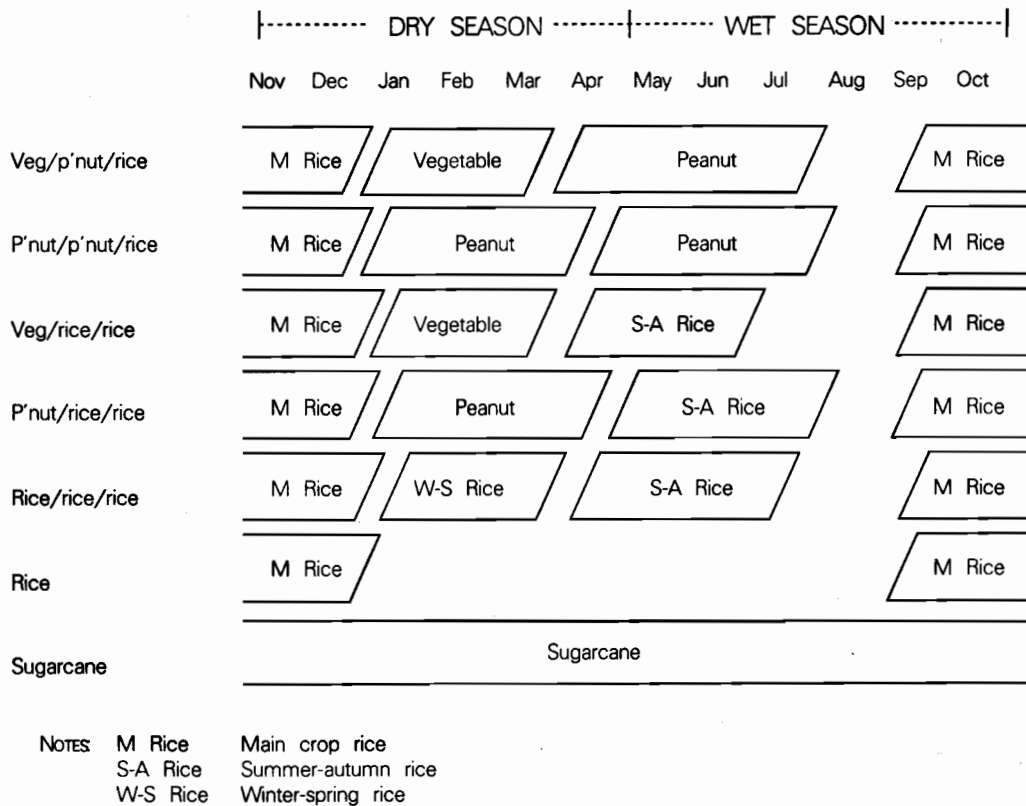 DRY SEASON WET SEASON
Nov Dec Jan Feb Mar Apr May Jun Jul Aug Sep Oct
Veg/p'nut/rice M Rice Vegetable Peanut M Rice
P'nut/p'nut/rice M Rice Peanut Peanut M Rice
Veg/rice/rice M Rice Vegetable S-A Rice M Rice
P'nut/rice/rice M Rice Peanut S-A Rice M Rice
Rice/rice/rice M Rice W-S Rice S-A Rice M Rice
Rice M Rice M Rice
Sugarcane Sugarcane
NOTES: M Rice Main crop rice
S-A Rice Summer-autumn rice
W-S Rice Winter-spring rice